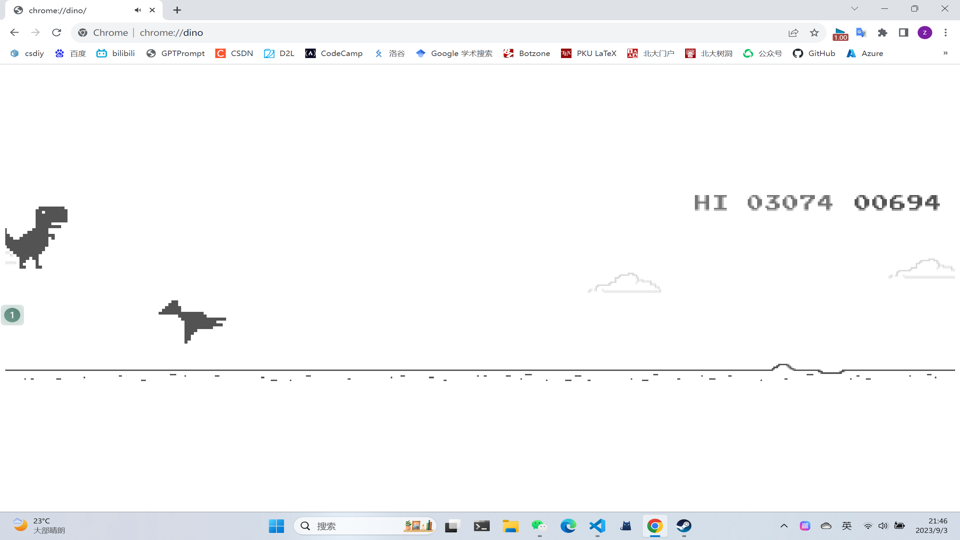 chrome://dino/
Chrome | chrome://dino
1.00
z
csdiy 百度 bilibili GPTPrompt CSDN D2L CodeCamp 洛谷 Google 学术搜索 Botzone PKU LaTeX 北大门户 北大树洞 公众号 GitHub Azure »
HI 03074 00694
1
23°C
大部晴朗
搜索
英
21:46
2023/9/3